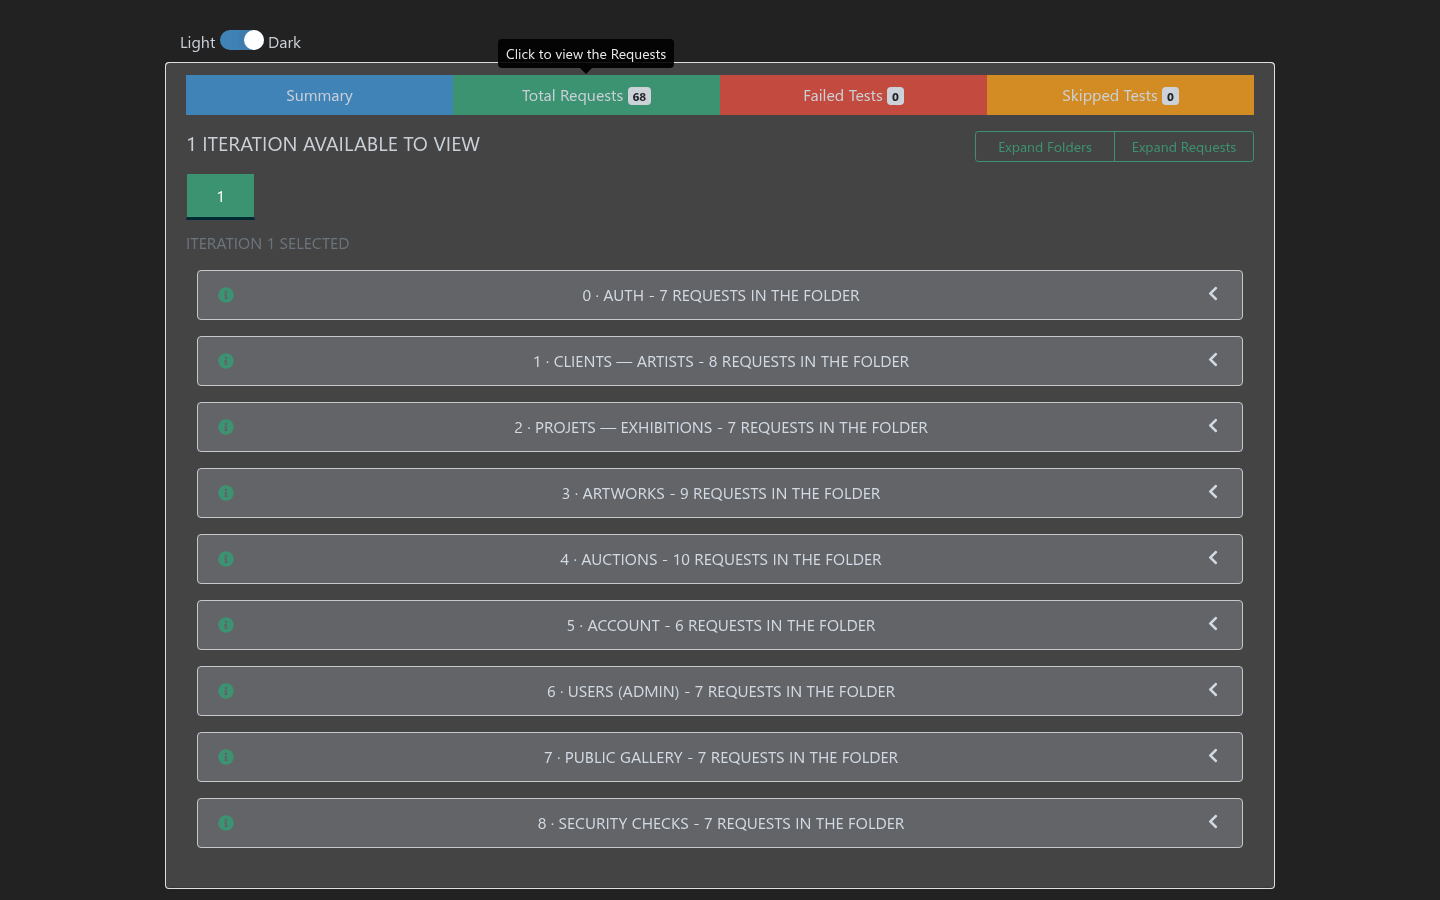 Light Dark
Click to view the Requests
Summary
Total Requests 68
Failed Tests 0
Skipped Tests 0
1 ITERATION AVAILABLE TO VIEW
Expand Folders
Expand Requests
1
ITERATION 1 SELECTED
0 · AUTH - 7 REQUESTS IN THE FOLDER
1 · CLIENTS — ARTISTS - 8 REQUESTS IN THE FOLDER
2 · PROJETS — EXHIBITIONS - 7 REQUESTS IN THE FOLDER
3 · ARTWORKS - 9 REQUESTS IN THE FOLDER
4 · AUCTIONS - 10 REQUESTS IN THE FOLDER
5 · ACCOUNT - 6 REQUESTS IN THE FOLDER
6 · USERS (ADMIN) - 7 REQUESTS IN THE FOLDER
7 · PUBLIC GALLERY - 7 REQUESTS IN THE FOLDER
8 · SECURITY CHECKS - 7 REQUESTS IN THE FOLDER